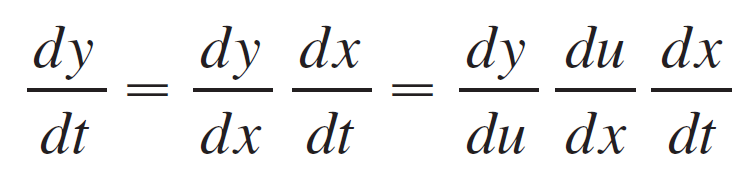 dy/dt = dy/dx dx/dt = dy/du du/dx dx/dt